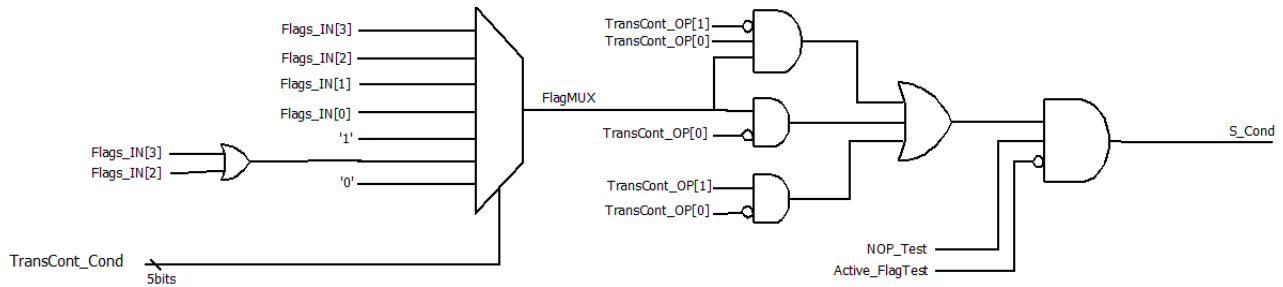 Flags_IN[3]
Flags_IN[2]
Flags_IN[1]
Flags_IN[0]
'1'
Flags_IN[3]
Flags_IN[2]
'0'
TransCont_Cond
5bits
FlagMUX
TransCont_OP[1]
TransCont_OP[0]
TransCont_OP[0]
TransCont_OP[1]
TransCont_OP[0]
NOP_Test
Active_FlagTest
S_Cond